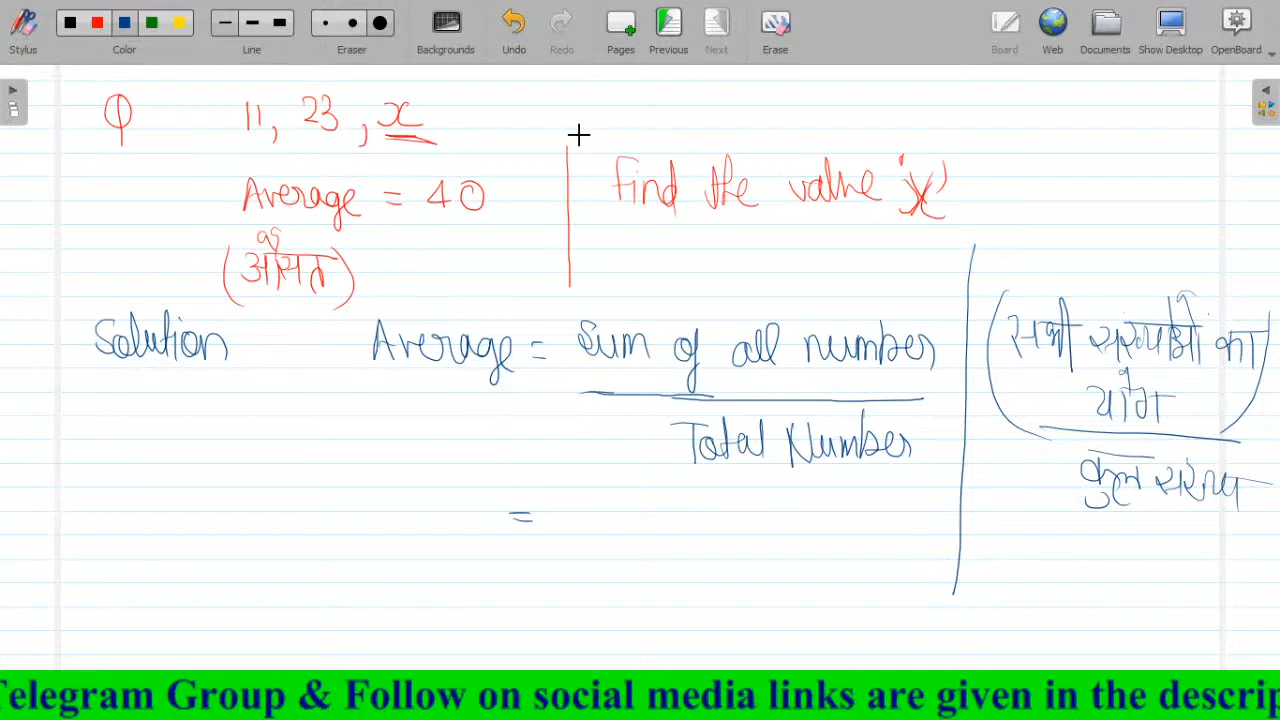 Stylus Color Line Eraser Backgrounds Undo Redo Pages Previous Next Erase Board Web Documents Show Desktop OpenBoard
Q 11, 23, x
Average = 40
Find the value 'x'
(औसत)
Solution Average = Sum of all number
Total Number
(सभी संख्याओं का
योग)
कुल संख्या
=
Telegram Group & Follow on social media links are given in the descrip